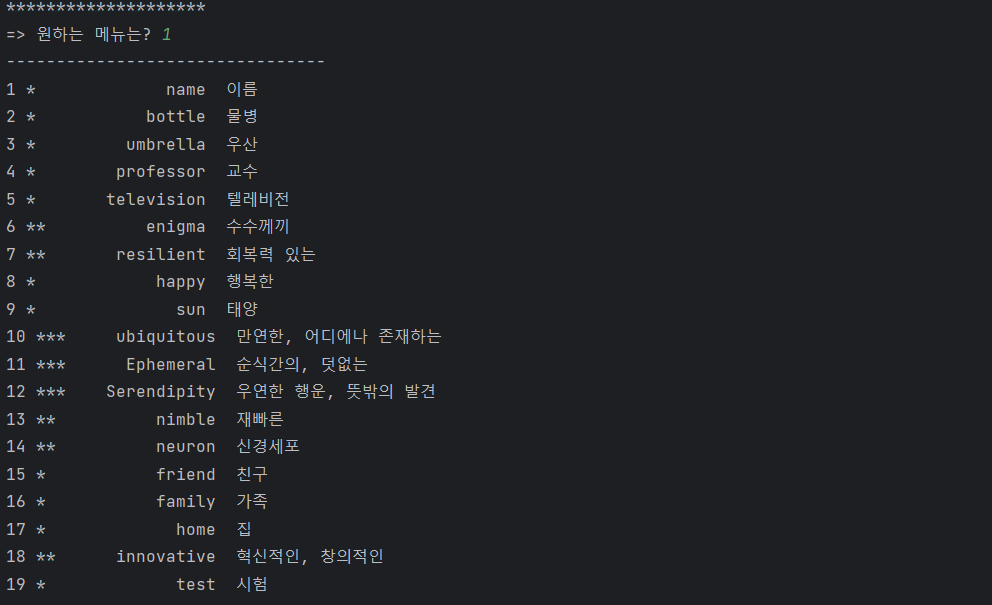 ********************
=> 원하는 메뉴는? 1
--------------------------------
1 * name 이름
2 * bottle 물병
3 * umbrella 우산
4 * professor 교수
5 * television 텔레비전
6 ** enigma 수수께끼
7 ** resilient 회복력 있는
8 * happy 행복한
9 * sun 태양
10 *** ubiquitous 만연한, 어디에나 존재하는
11 *** Ephemeral 순식간의, 덧없는
12 *** Serendipity 우연한 행운, 뜻밖의 발견
13 ** nimble 재빠른
14 ** neuron 신경세포
15 * friend 친구
16 * family 가족
17 * home 집
18 ** innovative 혁신적인, 창의적인
19 * test 시험